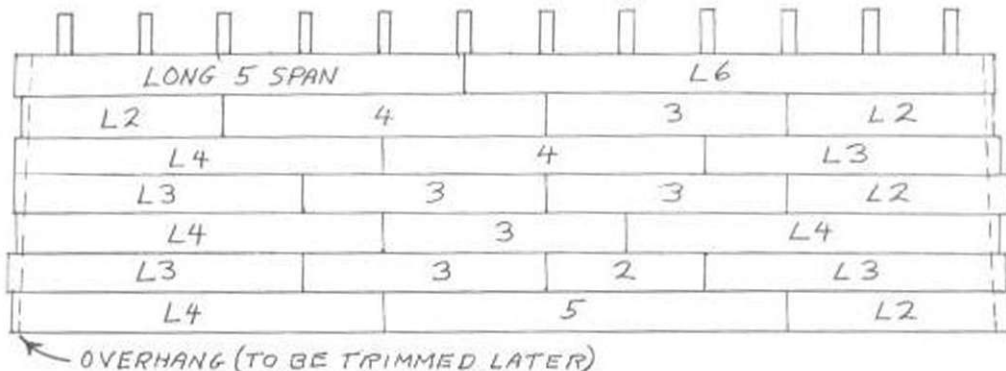 LONG 5 SPAN L6
L2 4 3 L2
L4 4 L3
L3 3 3 L2
L4 3 L4
L3 3 2 L3
L4 5 L2
OVERHANG (TO BE TRIMMED LATER)